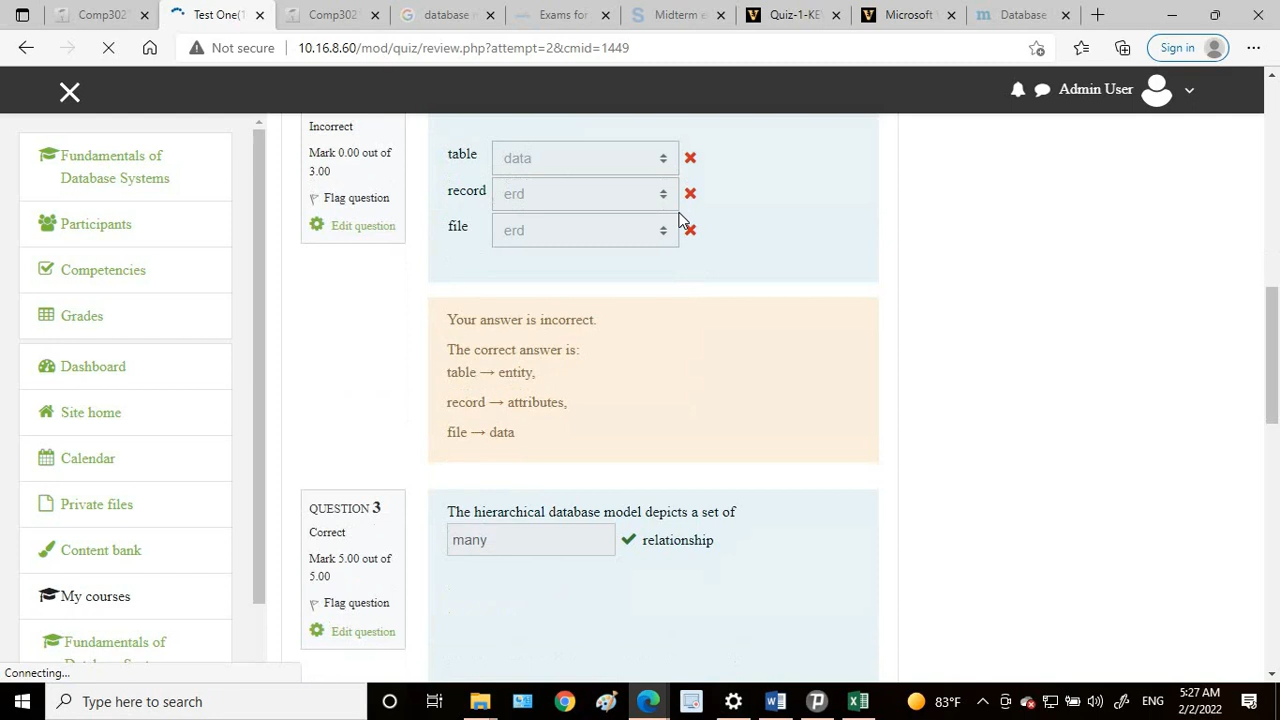 Comp302
Test One(1
Comp302
database n
Exams for
Midterm e
Quiz-1-KE
Microsoft
Database
Not secure
10.16.8.60/mod/quiz/review.php?attempt=2&cmid=1449
Sign in
Admin User
Fundamentals of
Database Systems
Participants
Competencies
Grades
Dashboard
Site home
Calendar
Private files
Content bank
My courses
Fundamentals of
Incorrect
Mark 0.00 out of
3.00
Flag question
Edit question
table data
record erd
file erd
Your answer is incorrect.
The correct answer is:
table → entity,
record → attributes,
file → data
QUESTION 3
Correct
Mark 5.00 out of
5.00
Flag question
Edit question
The hierarchical database model depicts a set of
many relationship
Connecting...
Type here to search
83°F
ENG
5:27 AM
2/2/2022